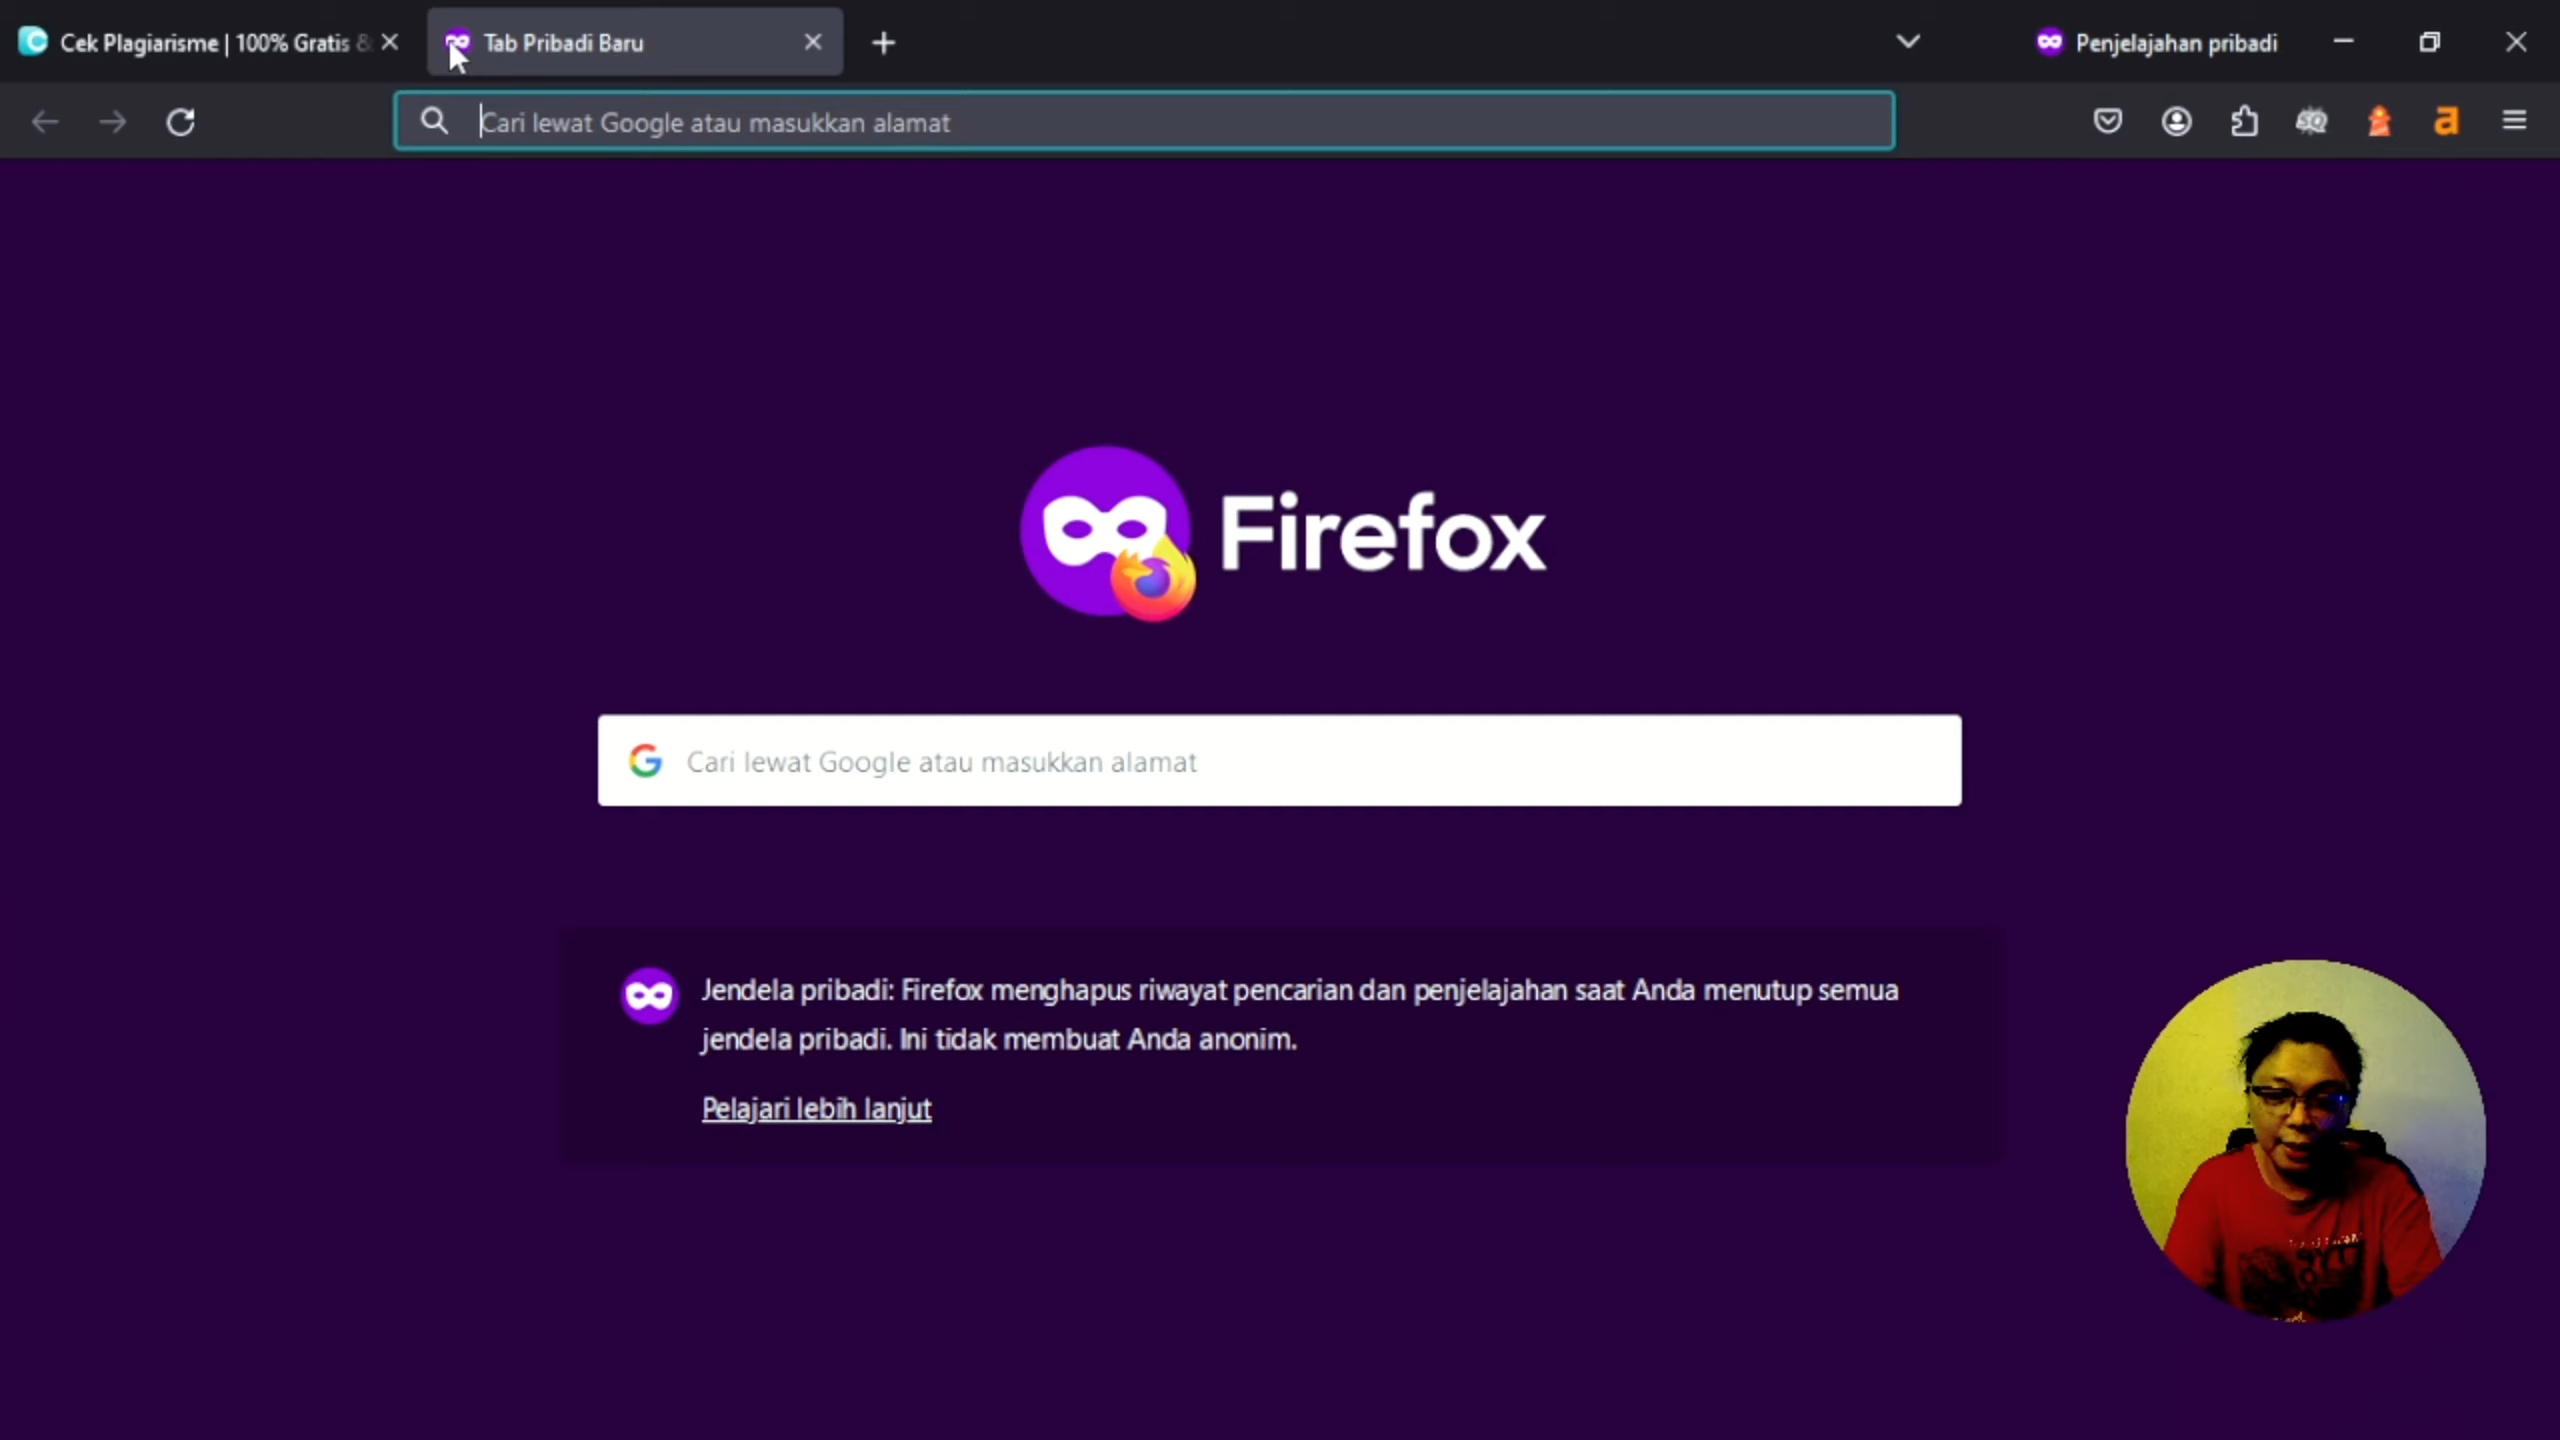 Cek Plagiarisme | 100% Gratis &
Tab Pribadi Baru
Penjelajahan pribadi
Cari lewat Google atau masukkan alamat
Firefox
Cari lewat Google atau masukkan alamat
Jendela pribadi: Firefox menghapus riwayat pencarian dan penjelajahan saat Anda menutup semua
jendela pribadi. Ini tidak membuat Anda anonim.
Pelajari lebih lanjut